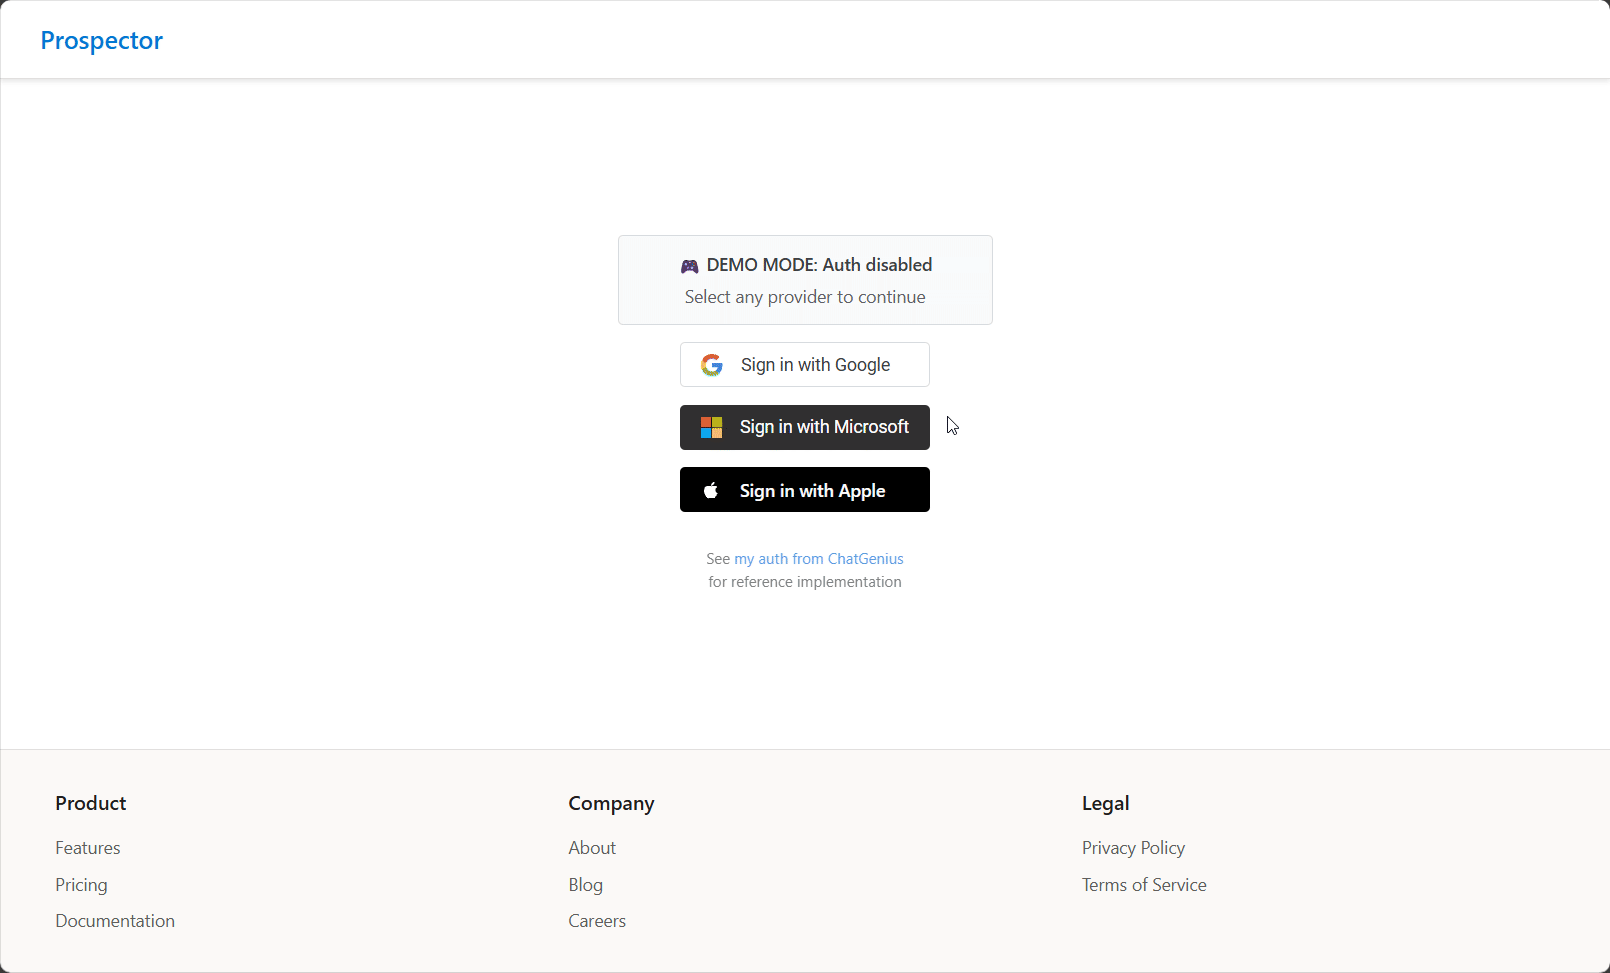 Prospector
DEMO MODE: Auth disabled
Select any provider to continue
Sign in with Google
Sign in with Microsoft
Sign in with Apple
See my auth from ChatGenius
for reference implementation
Product
Features
Pricing
Documentation
Company
About
Blog
Careers
Legal
Privacy Policy
Terms of Service